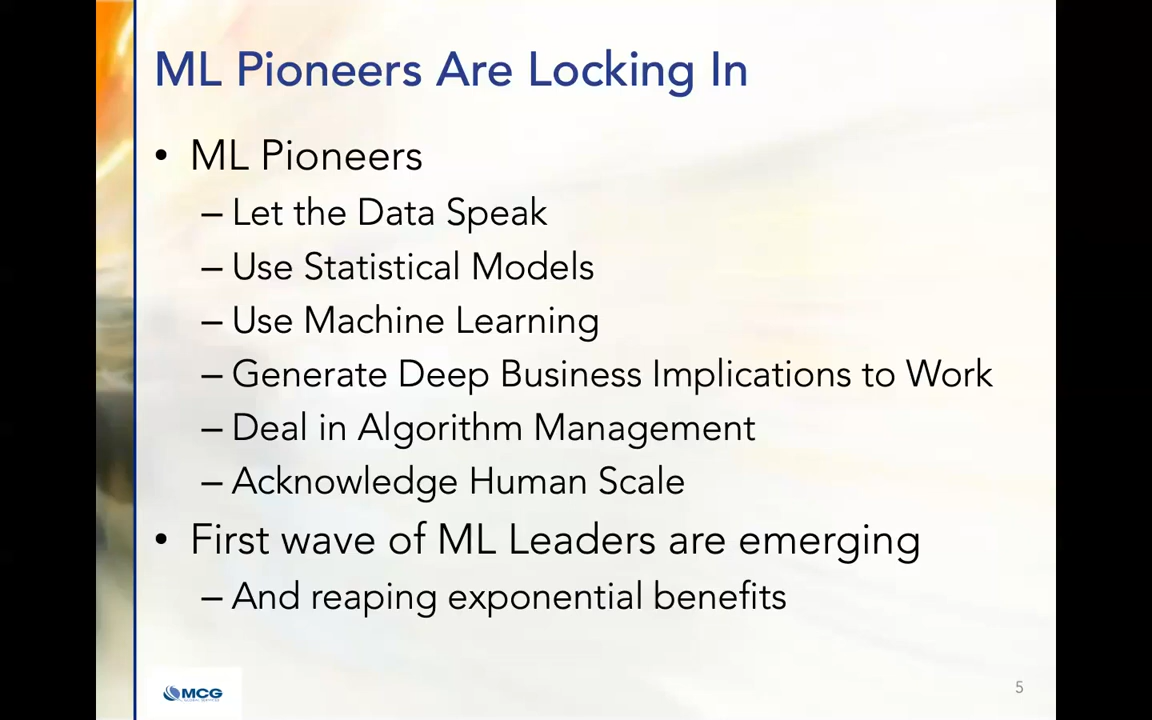 ML Pioneers Are Locking In
• ML Pioneers
– Let the Data Speak
– Use Statistical Models
– Use Machine Learning
– Generate Deep Business Implications to Work
– Deal in Algorithm Management
– Acknowledge Human Scale
• First wave of ML Leaders are emerging
– And reaping exponential benefits
MCG
5